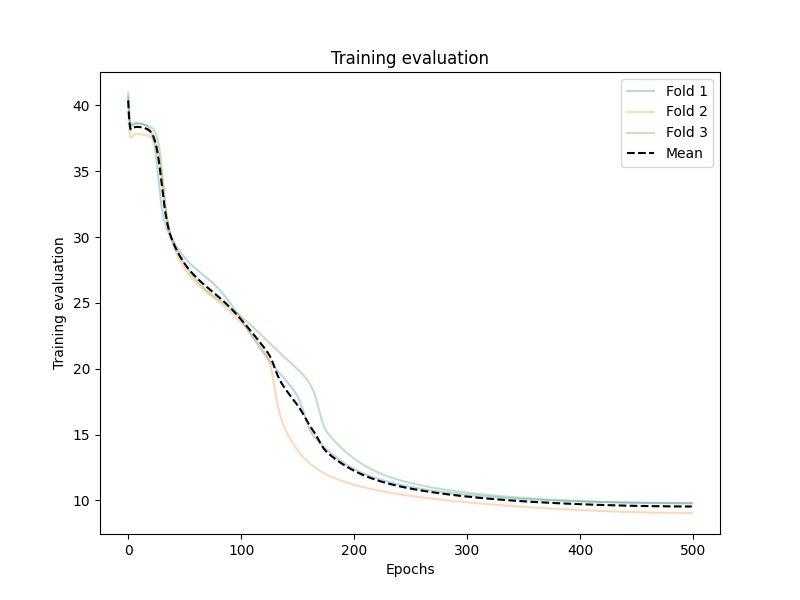 Training evaluation
Fold 1
Fold 2
Fold 3
Mean
Training evaluation
40
35
30
25
20
15
10
0 100 200 300 400 500
Epochs